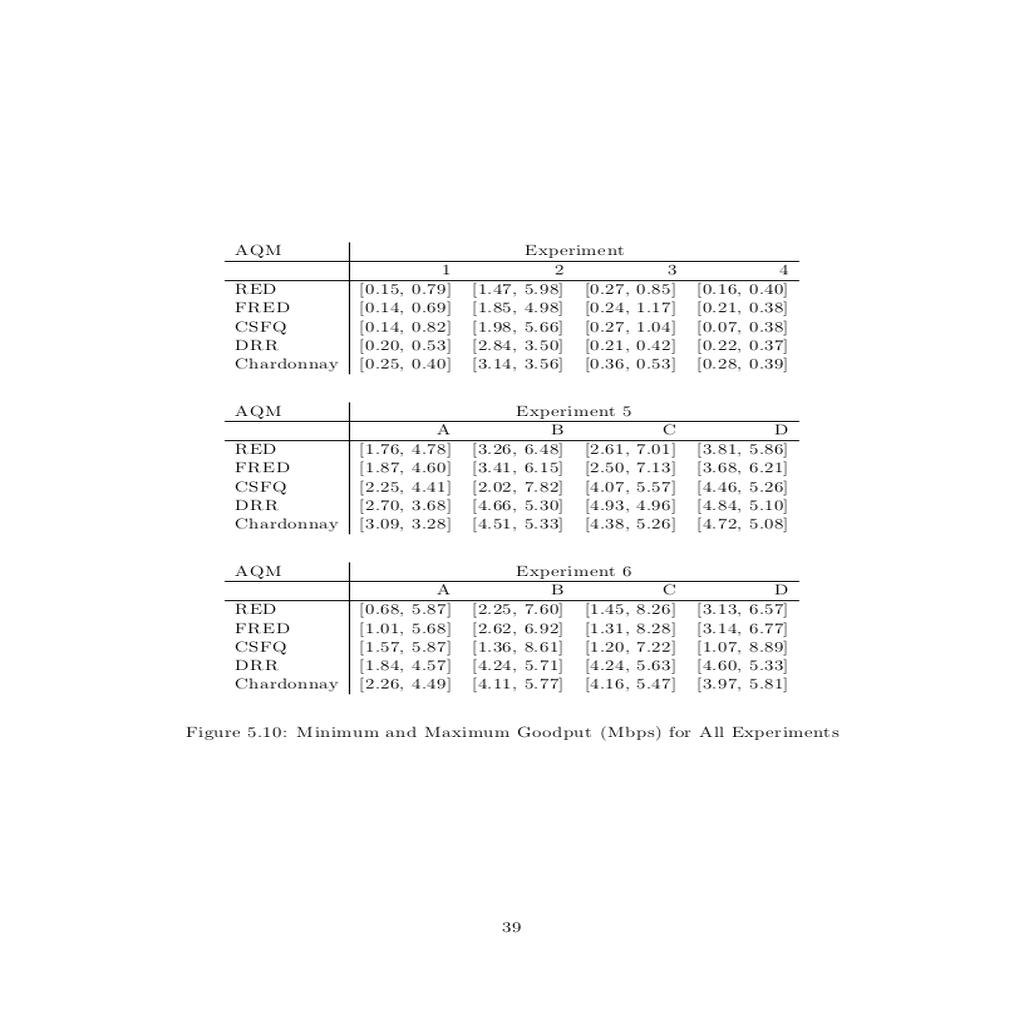 AQM Experiment
1 2 3 4
RED [0.15, 0.79] [1.47, 5.98] [0.27, 0.85] [0.16, 0.40]
FRED [0.14, 0.69] [1.85, 4.98] [0.24, 1.17] [0.21, 0.38]
CSFQ [0.14, 0.82] [1.98, 5.66] [0.27, 1.04] [0.07, 0.38]
DRR [0.20, 0.53] [2.84, 3.50] [0.21, 0.42] [0.22, 0.37]
Chardonnay [0.25, 0.40] [3.14, 3.56] [0.36, 0.53] [0.28, 0.39]
AQM Experiment 5
A B C D
RED [1.76, 4.78] [3.26, 6.48] [2.61, 7.01] [3.81, 5.86]
FRED [1.87, 4.60] [3.41, 6.15] [2.50, 7.13] [3.68, 6.21]
CSFQ [2.25, 4.41] [2.02, 7.82] [4.07, 5.57] [4.46, 5.26]
DRR [2.70, 3.68] [4.66, 5.30] [4.93, 4.96] [4.84, 5.10]
Chardonnay [3.09, 3.28] [4.51, 5.33] [4.38, 5.26] [4.72, 5.08]
AQM Experiment 6
A B C D
RED [0.68, 5.87] [2.25, 7.60] [1.45, 8.26] [3.13, 6.57]
FRED [1.01, 5.68] [2.62, 6.92] [1.31, 8.28] [3.14, 6.77]
CSFQ [1.57, 5.87] [1.36, 8.61] [1.20, 7.22] [1.07, 8.89]
DRR [1.84, 4.57] [4.24, 5.71] [4.24, 5.63] [4.60, 5.33]
Chardonnay [2.26, 4.49] [4.11, 5.77] [4.16, 5.47] [3.97, 5.81]
Figure 5.10: Minimum and Maximum Goodput (Mbps) for All Experiments
39